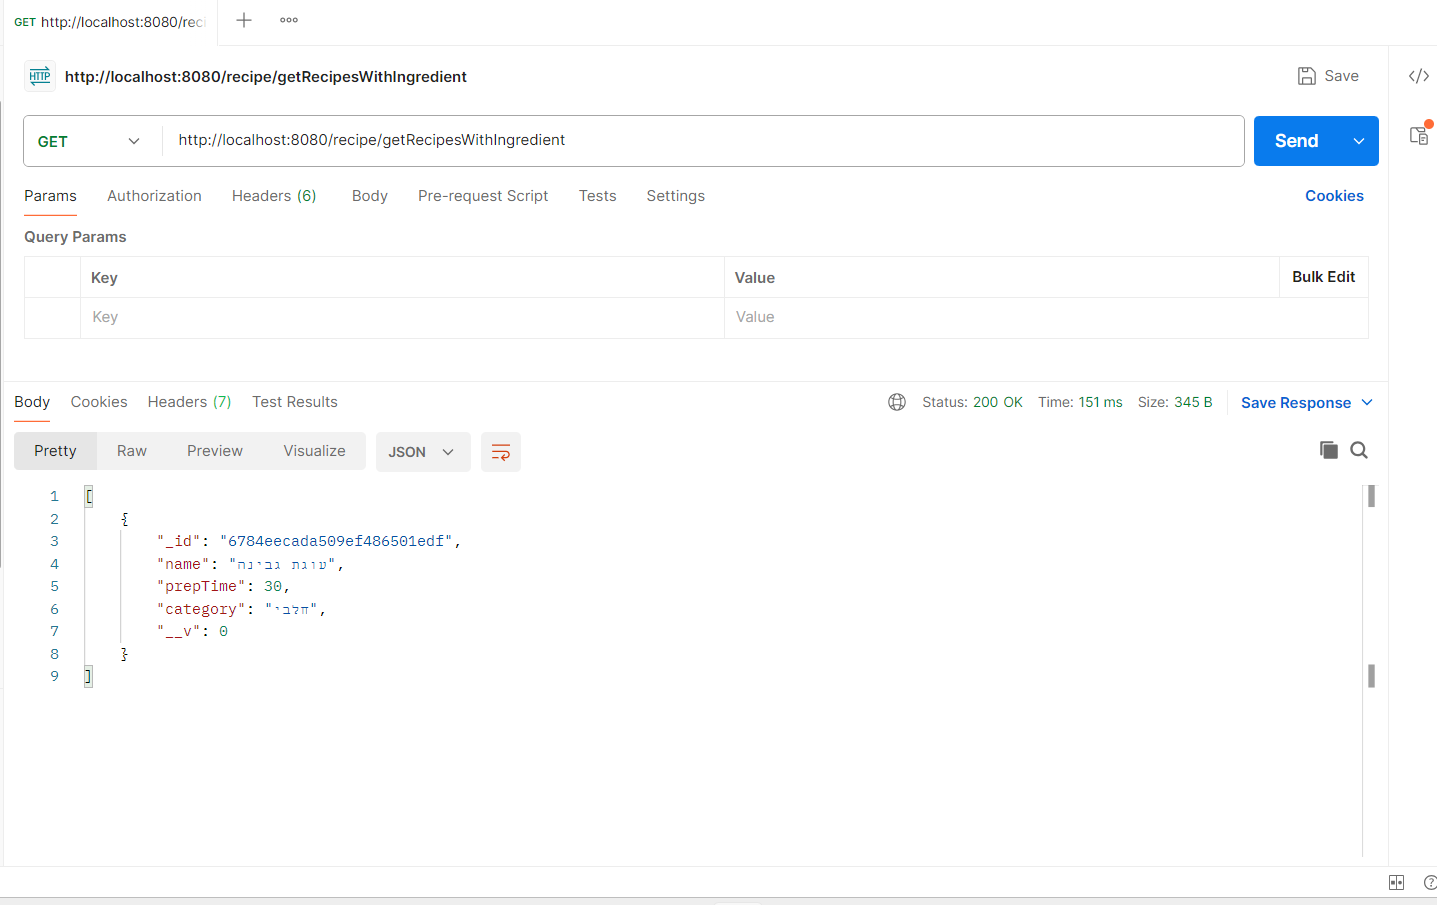 GET http://localhost:8080/reci
HTTP http://localhost:8080/recipe/getRecipesWithIngredient
Save
GET http://localhost:8080/recipe/getRecipesWithIngredient
Send
Params Authorization Headers (6) Body Pre-request Script Tests Settings Cookies
Query Params
Key Value Bulk Edit
Key Value
Body Cookies Headers (7) Test Results Status: 200 OK Time: 151 ms Size: 345 B Save Response
Pretty Raw Preview Visualize JSON
1 [
2 {
3 "_id": "6784eecada509ef486501edf",
4 "name": "עוגת גבינה",
5 "prepTime": 30,
6 "category": "חלבי",
7 "__v": 0
8 }
9 ]